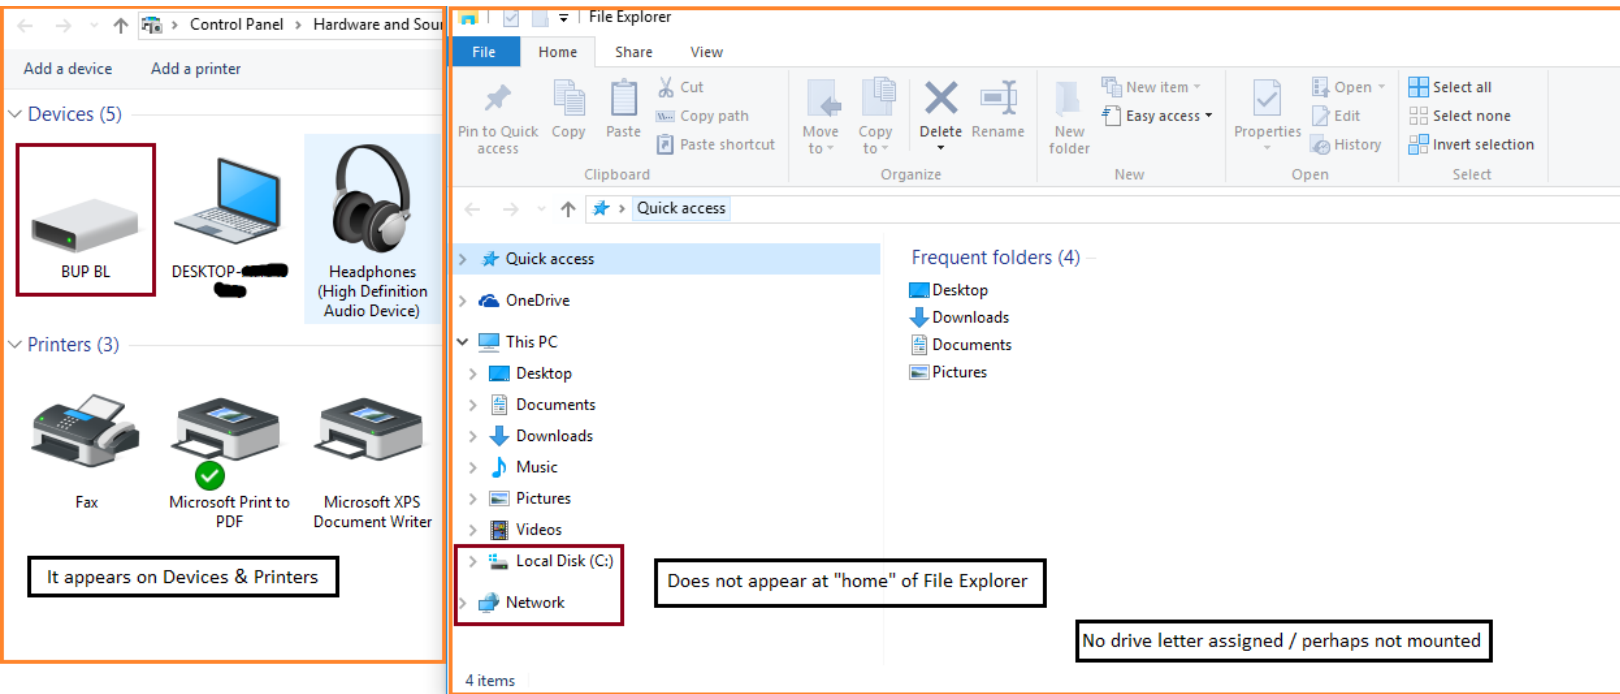 Control Panel > Hardware and Sou
Add a device Add a printer
Devices (5)
BUP BL
DESKTOP-
Headphones
(High Definition
Audio Device)
Printers (3)
Fax
Microsoft Print to
PDF
Microsoft XPS
Document Writer
It appears on Devices & Printers
File Explorer
File Home Share View
Pin to Quick
access
Copy
Paste
Cut
Copy path
Paste shortcut
Clipboard
Move
to
Copy
to
Delete
Rename
Organize
New
folder
New item
Easy access
New
Properties
Open
Edit
History
Open
Select all
Select none
Invert selection
Select
Quick access
Quick access
OneDrive
This PC
Desktop
Documents
Downloads
Music
Pictures
Videos
Local Disk (C:)
Network
Frequent folders (4)
Desktop
Downloads
Documents
Pictures
Does not appear at "home" of File Explorer
No drive letter assigned / perhaps not mounted
4 items